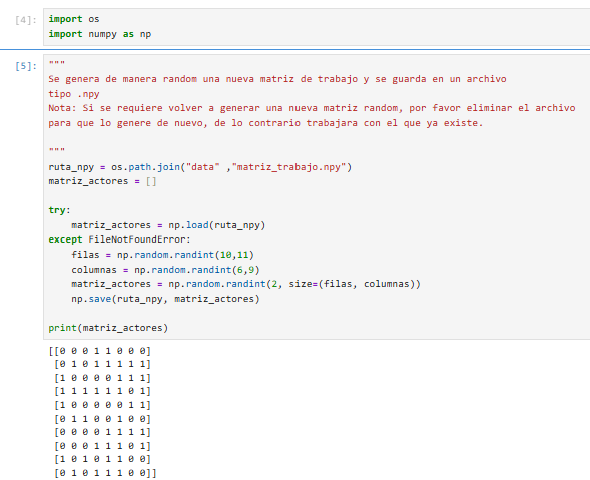 [4]: import os
import numpy as np
[5]: """
Se genera de manera random una nueva matriz de trabajo y se guarda en un archivo
tipo .npy
Nota: Si se requiere volver a generar una nueva matriz random, por favor eliminar el archivo
para que lo genere de nuevo, de lo contrario trabajara con el que ya existe.
"""
ruta_npy = os.path.join("data" ,"matriz_trabajo.npy")
matriz_actores = []
try:
    matriz_actores = np.load(ruta_npy)
except FileNotFoundError:
    filas = np.random.randint(10,11)
    columnas = np.random.randint(6,9)
    matriz_actores = np.random.randint(2, size=(filas, columnas))
    np.save(ruta_npy, matriz_actores)
print(matriz_actores)
[[0 0 0 1 1 0 0 0]
 [0 1 0 1 1 1 1 1]
 [1 0 0 0 0 1 1 1]
 [1 1 1 1 1 1 0 1]
 [1 0 0 0 0 0 1 1]
 [0 1 1 0 0 1 0 0]
 [0 0 0 0 1 1 1 1]
 [0 0 0 1 1 1 0 1]
 [1 0 1 0 1 1 0 0]
 [0 1 0 1 1 1 0 0]]